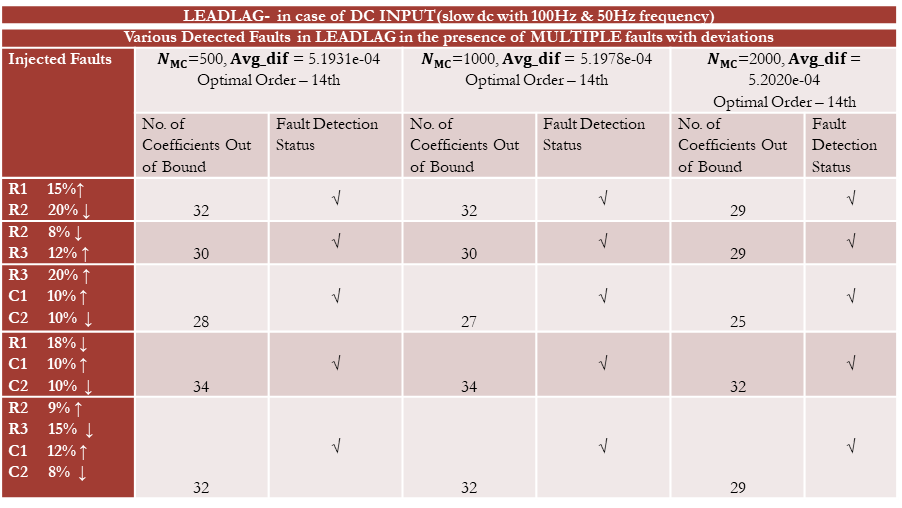 LEADLAG- in case of DC INPUT(slow dc with 100Hz & 50Hz frequency)
Various Detected Faults in LEADLAG in the presence of MULTIPLE faults with deviations
Injected Faults
N_MC=500, Avg_dif = 5.1931e-04
Optimal Order – 14th
N_MC=1000, Avg_dif = 5.1978e-04
Optimal Order – 14th
N_MC=2000, Avg_dif =
5.2020e-04
Optimal Order – 14th
No. of
Coefficients Out
of Bound
Fault Detection
Status
No. of
Coefficients Out
of Bound
Fault Detection
Status
No. of
Coefficients Out
of Bound
Fault
Detection
Status
R1 15%↑
R2 20% ↓
32
√
32
√
29
√
R2 8% ↓
R3 12% ↑
30
√
30
√
29
√
R3 20% ↑
C1 10% ↑
C2 10% ↓
28
√
27
√
25
√
R1 18% ↓
C1 10% ↑
C2 10% ↓
34
√
34
√
32
√
R2 9% ↑
R3 15% ↓
C1 12% ↑
C2 8% ↓
32
√
32
√
29
√